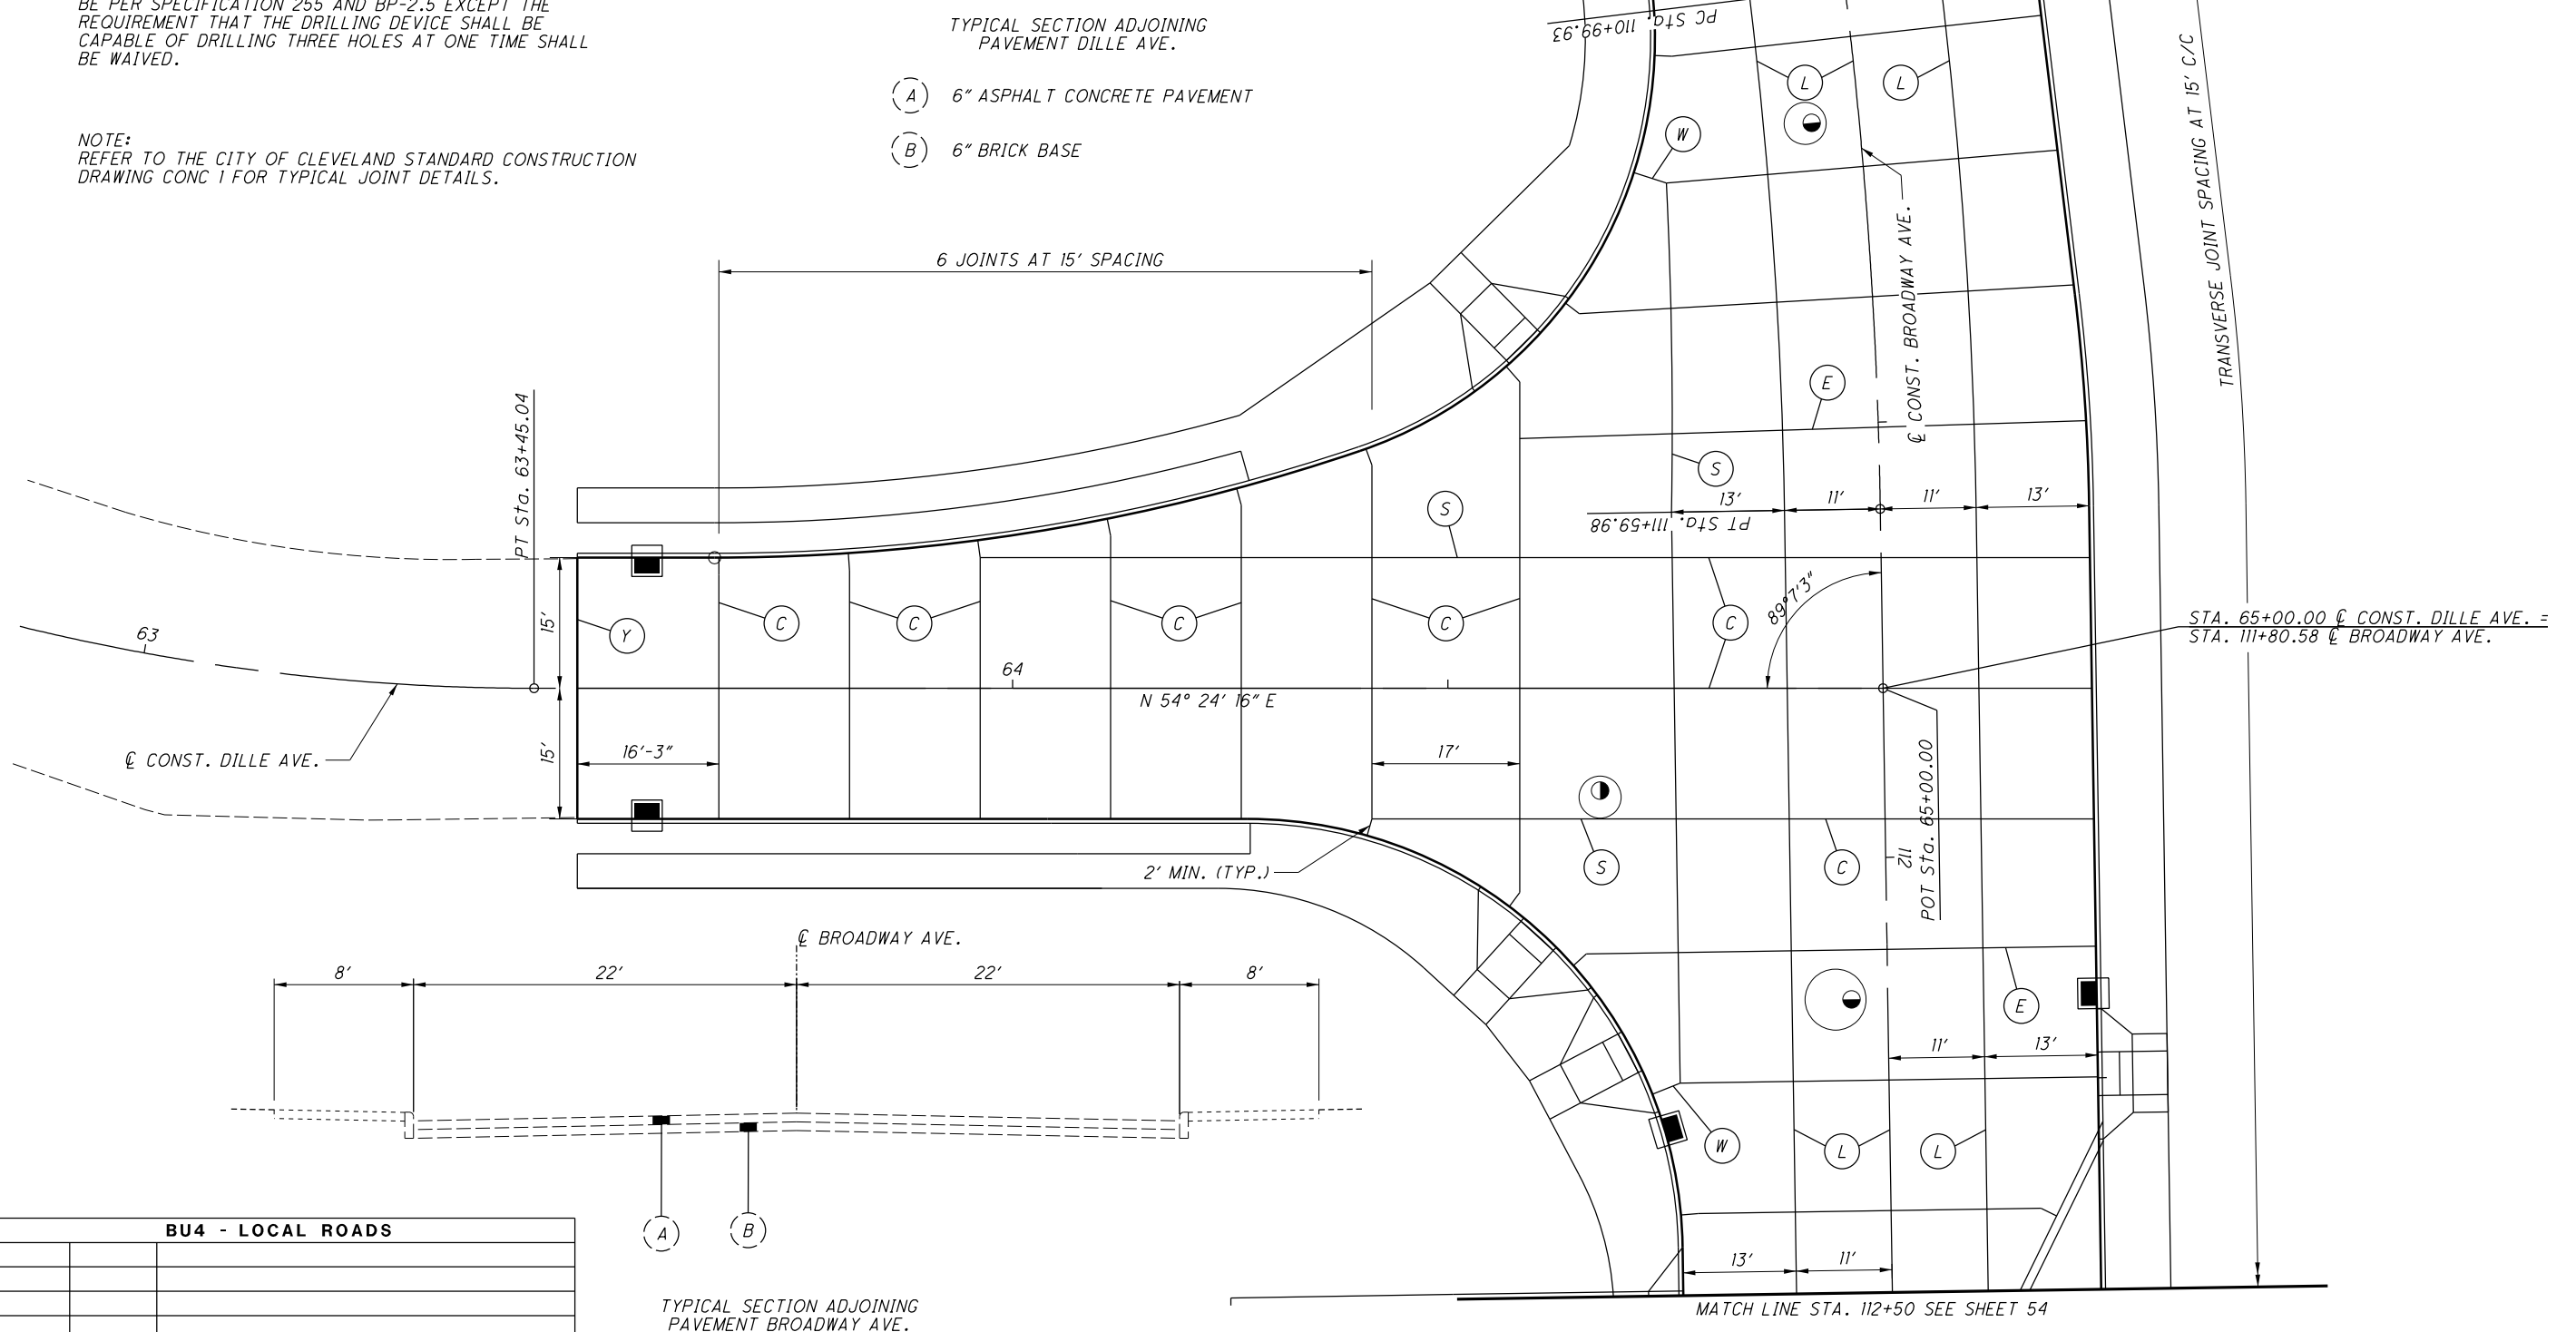 BE PER SPECIFICATION 255 AND BP-2.5 EXCEPT THE
REQUIREMENT THAT THE DRILLING DEVICE SHALL BE
CAPABLE OF DRILLING THREE HOLES AT ONE TIME SHALL
BE WAIVED.
NOTE:
REFER TO THE CITY OF CLEVELAND STANDARD CONSTRUCTION
DRAWING CONC 1 FOR TYPICAL JOINT DETAILS.
TYPICAL SECTION ADJOINING
PAVEMENT DILLE AVE.
A 6" ASPHALT CONCRETE PAVEMENT
B 6" BRICK BASE
PC Sta. 110+99.93
L
L
W
TRANSVERSE JOINT SPACING AT 15' C/C
℄ CONST. BROADWAY AVE.
6 JOINTS AT 15' SPACING
E
S
S
13'
11'
11'
13'
PT Sta. 111+59.98
PT Sta. 63+45.04
15'
15'
63
Y
C
C
C
C
C
89°7'3"
STA. 65+00.00 ℄ CONST. DILLE AVE. =
STA. 111+80.58 ℄ BROADWAY AVE.
64
N 54° 24' 16" E
℄ CONST. DILLE AVE.
16'-3"
17'
POT Sta. 65+00.00
112
2' MIN. (TYP.)
S
C
℄ BROADWAY AVE.
8'
22'
22'
8'
E
11'
13'
W
L
L
A
B
13'
11'
BU4 - LOCAL ROADS
TYPICAL SECTION ADJOINING
PAVEMENT BROADWAY AVE.
MATCH LINE STA. 112+50 SEE SHEET 54